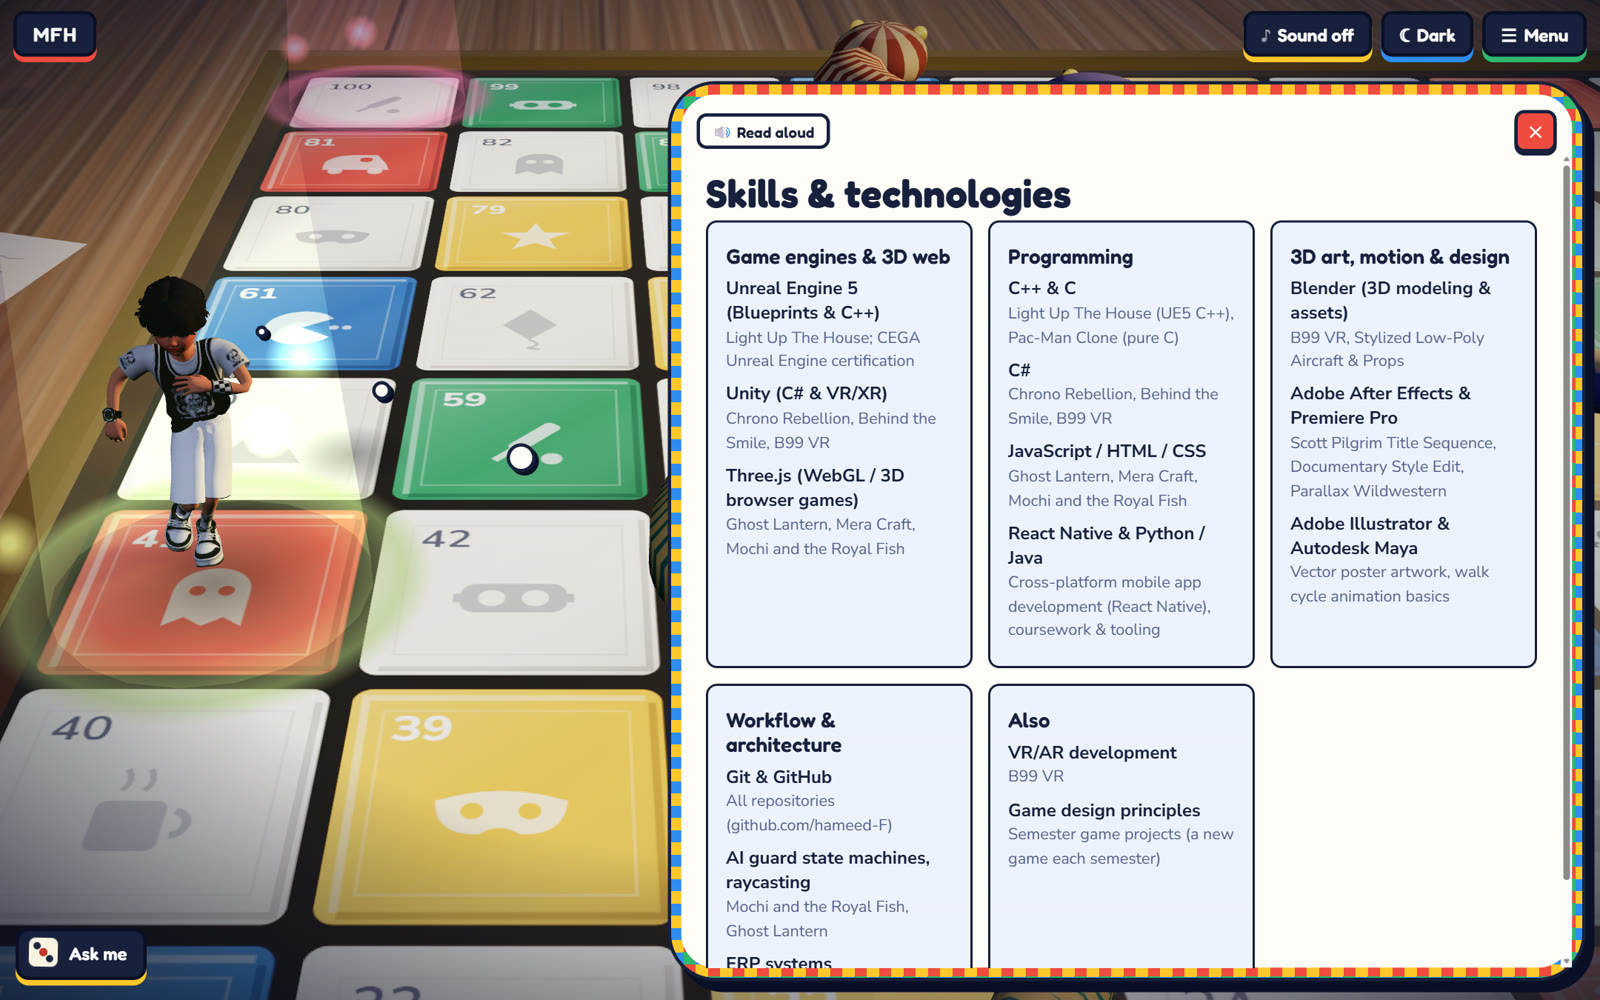 MFH
♪ Sound off
☾ Dark
☰ Menu
100
99
98
81
82
80
79
61
62
59
42
40
39
Ask me
Read aloud
×
Skills & technologies
Game engines & 3D web
Unreal Engine 5
(Blueprints & C++)
Light Up The House; CEGA
Unreal Engine certification
Unity (C# & VR/XR)
Chrono Rebellion, Behind the
Smile, B99 VR
Three.js (WebGL / 3D
browser games)
Ghost Lantern, Mera Craft,
Mochi and the Royal Fish
Programming
C++ & C
Light Up The House (UE5 C++),
Pac-Man Clone (pure C)
C#
Chrono Rebellion, Behind the
Smile, B99 VR
JavaScript / HTML / CSS
Ghost Lantern, Mera Craft,
Mochi and the Royal Fish
React Native & Python /
Java
Cross-platform mobile app
development (React Native),
coursework & tooling
3D art, motion & design
Blender (3D modeling &
assets)
B99 VR, Stylized Low-Poly
Aircraft & Props
Adobe After Effects &
Premiere Pro
Scott Pilgrim Title Sequence,
Documentary Style Edit,
Parallax Wildwestern
Adobe Illustrator &
Autodesk Maya
Vector poster artwork, walk
cycle animation basics
Workflow &
architecture
Git & GitHub
All repositories
(github.com/hameed-F)
AI guard state machines,
raycasting
Mochi and the Royal Fish,
Ghost Lantern
ERP systems
Also
VR/AR development
B99 VR
Game design principles
Semester game projects (a new
game each semester)